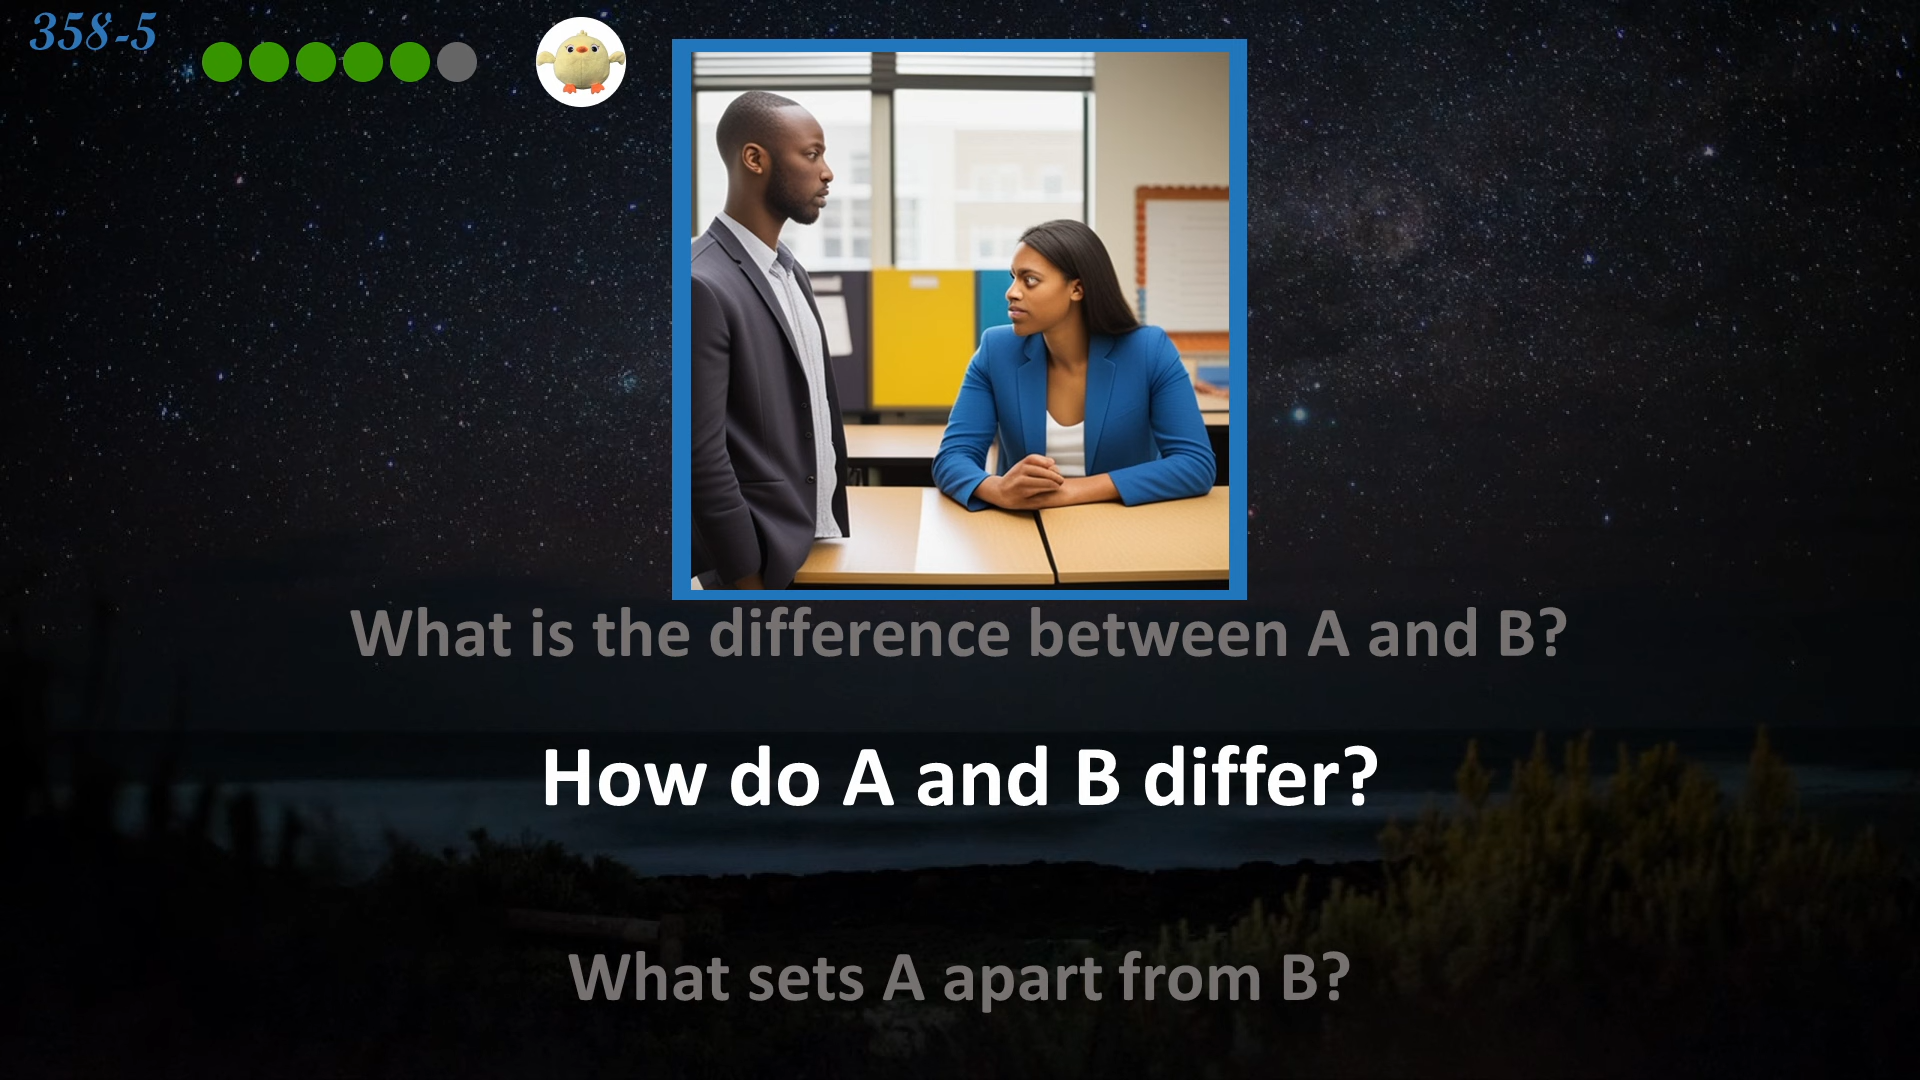 358-5
What is the difference between A and B?
How do A and B differ?
What sets A apart from B?